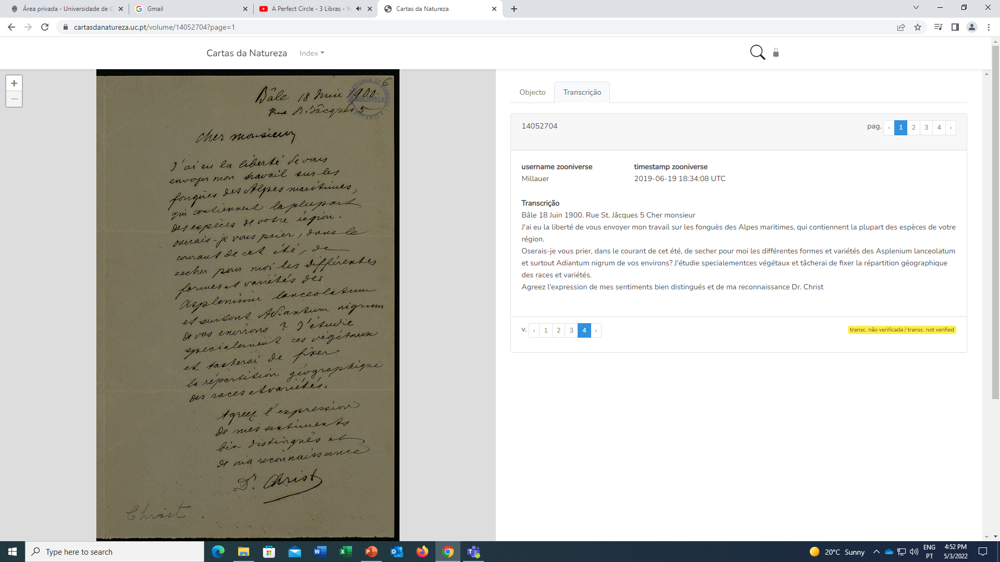 Área privada - Universidade de C
Gmail
A Perfect Circle - 3 Libras - Yo
Cartas da Natureza
cartasdanatureza.uc.pt/volume/14052704?page=1
Cartas da Natureza
Index
6
Bâle 18 Juin 1900.
Rue St. Jâcques 5
BIBLIOTECA
BOTANICA
Cher monsieur
J'ai eu la liberté de vous
envoyer mon travail sur les
fongùes des Alpes maritimes,
qui contiennent la plupart
des espèces de votre région.
oserais-je vous prier, dans le
courant de cet été, de
secher pour moi les différentes
formes et variétés des
Asplenium lanceolatum
et surtout Adiantum nigrum
de vos environs ? J'étudie
specialement ces végétaux
et tacherai de fixer
la répartition géographique
des races et variétés.
Agreez l'expression
de mes sentiments
bien distingués et
de ma reconnaissance
Dr. Christ
Christ.
Objecto
Transcrição
14052704
pag. ‹ 1 2 3 4 ›
username zooniverse
timestamp zooniverse
Millauer
2019-06-19 18:34:08 UTC
Transcrição
Bâle 18 Juin 1900. Rue St. Jâcques 5 Cher monsieur
J'ai eu la liberté de vous envoyer mon travail sur les fonguès des Alpes maritimes, qui contiennent la plupart des espèces de votre
région.
Oserais-je vous prier, dans le courant de cet été, de secher pour moi les différentes formes et variétés des Asplenium lanceolatum
et surtout Adiantum nigrum de vos environs? J'étudie specialementces végétaux et tâcherai de fixer la répartition géographique
des races et variétés.
Agreez l'expression de mes sentiments bien distingués et de ma reconnaissance Dr. Christ
v. ‹ 1 2 3 4 ›
transc. não verificada / transc. not verified
Type here to search
20°C Sunny
ENG
PT
4:52 PM
5/3/2022